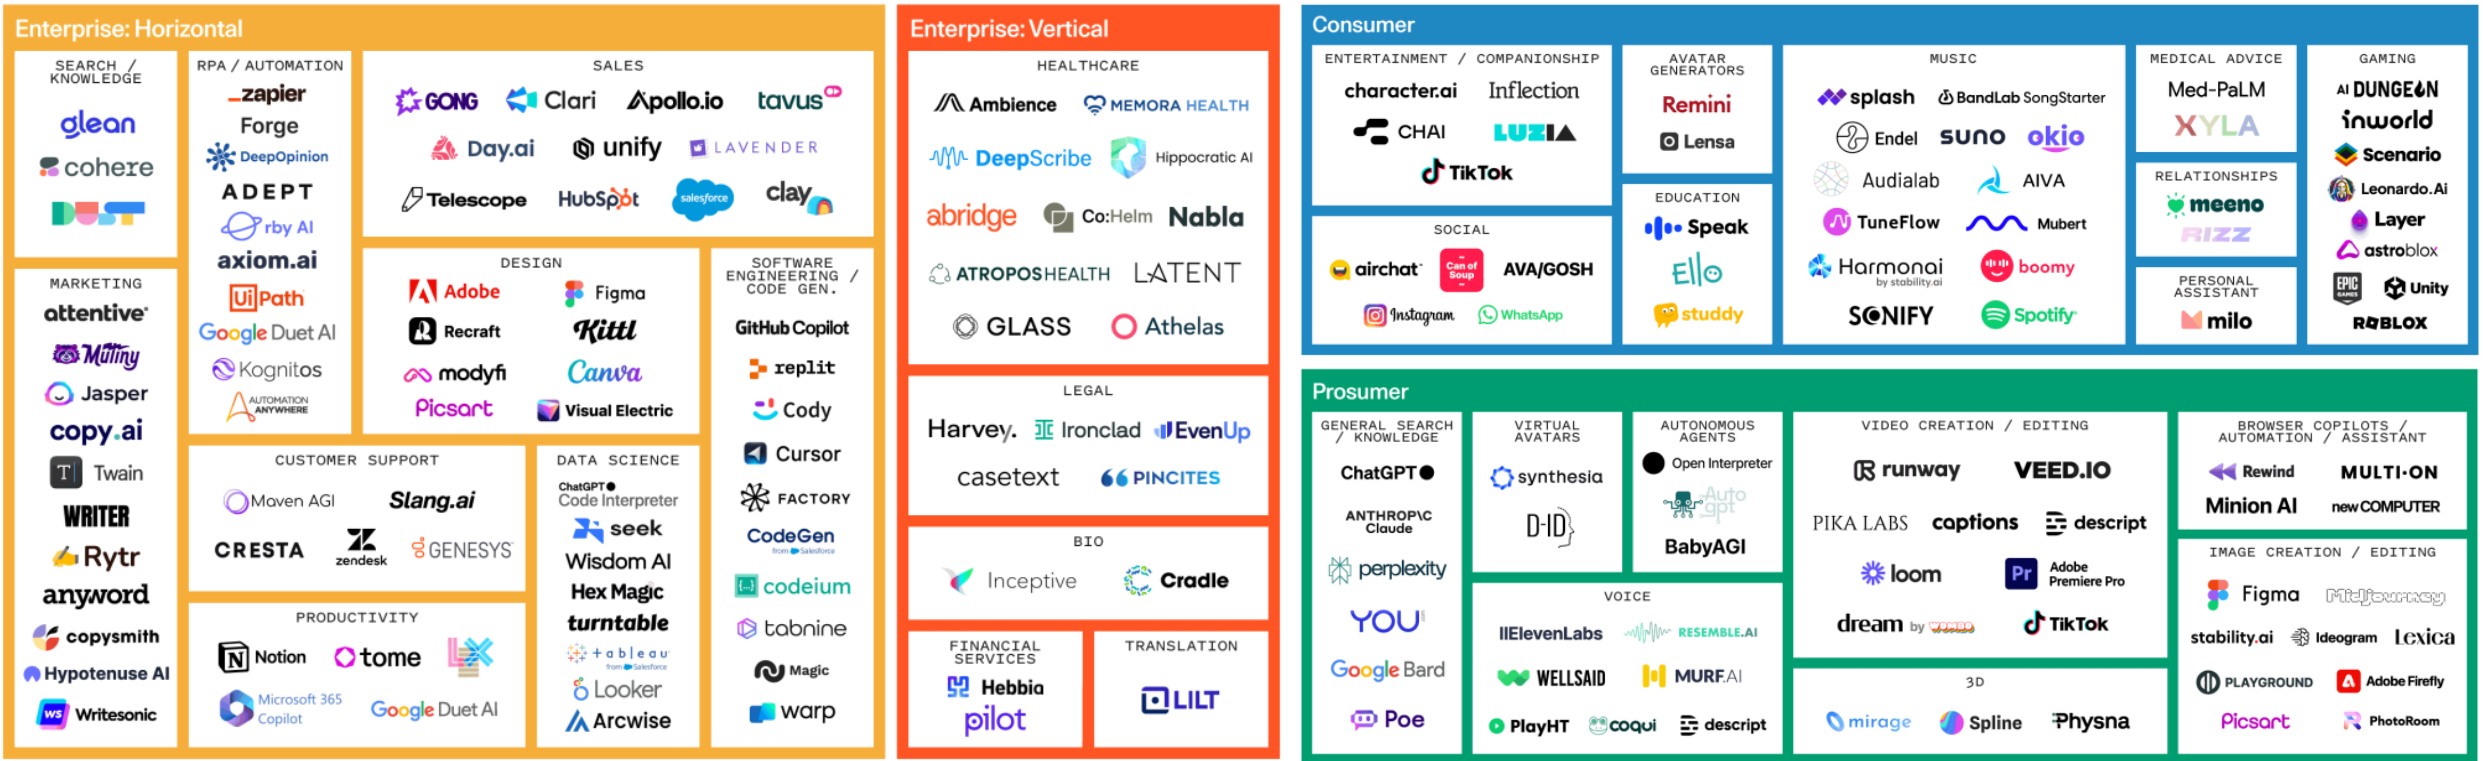 Enterprise: Horizontal
SEARCH /
KNOWLEDGE
glean
cohere
DUST
MARKETING
attentive
Mutiny
Jasper
copy.ai
T Twain
WRITER
Rytr
anyword
copysmith
Hypotenuse AI
WS Writesonic
RPA / AUTOMATION
_zapier
Forge
DeepOpinion
ADEPT
rby AI
axiom.ai
UiPath
Google Duet AI
Kognitos
AUTOMATION
ANYWHERE
SALES
GONG Clari Apollo.io tavus
Day.ai unify LAVENDER
Telescope HubSpot salesforce clay
DESIGN
Adobe Figma
Recraft Kittl
modyfi Canva
Picsart Visual Electric
SOFTWARE
ENGINEERING /
CODE GEN.
GitHub Copilot
replit
Cody
Cursor
FACTORY
CodeGen
from Salesforce
codeium
tabnine
Magic
warp
CUSTOMER SUPPORT
Maven AGI Slang.ai
CRESTA zendesk GENESYS
PRODUCTIVITY
Notion tome LEX
Microsoft 365
Copilot
Google Duet AI
DATA SCIENCE
ChatGPT
Code Interpreter
seek
Wisdom AI
Hex Magic
turntable
+ableau
from Salesforce
Looker
Arcwise
Enterprise: Vertical
HEALTHCARE
Ambience MEMORA HEALTH
DeepScribe Hippocratic AI
abridge Co:Helm Nabla
ATROPOSHEALTH LATENT
GLASS Athelas
LEGAL
Harvey. Ironclad EvenUp
casetext PINCITES
BIO
Inceptive Cradle
FINANCIAL
SERVICES
Hebbia
pilot
TRANSLATION
LILT
Consumer
ENTERTAINMENT / COMPANIONSHIP
character.ai Inflection
CHAI LUZIA
TikTok
SOCIAL
airchat Can of Soup AVA/GOSH
Instagram WhatsApp
AVATAR
GENERATORS
Remini
Lensa
EDUCATION
Speak
Ello
studdy
MUSIC
splash BandLab SongStarter
Endel suno okio
Audialab AIVA
TuneFlow Mubert
Harmonai boomy
by stability.ai
SONIFY Spotify
MEDICAL ADVICE
Med-PaLM
XYLA
RELATIONSHIPS
meeno
RIZZ
PERSONAL
ASSISTANT
milo
GAMING
AI DUNGEON
inworld
Scenario
Leonardo.Ai
Layer
astroblox
EPIC GAMES Unity
ROBLOX
Prosumer
GENERAL SEARCH
/ KNOWLEDGE
ChatGPT
ANTHROP\C
Claude
perplexity
YOU
Google Bard
Poe
VIRTUAL
AVATARS
synthesia
D-ID
AUTONOMOUS
AGENTS
Open Interpreter
Auto
gpt
BabyAGI
VOICE
IIElevenLabs RESEMBLE.AI
WELLSAID MURF.AI
PlayHT coqui descript
VIDEO CREATION / EDITING
runway VEED.IO
PIKA LABS captions descript
loom Pr Adobe
Premiere Pro
dream by WOMBO TikTok
3D
mirage Spline Physna
BROWSER COPILOTS /
AUTOMATION / ASSISTANT
Rewind MULTI·ON
Minion AI new COMPUTER
IMAGE CREATION / EDITING
Figma Midjourney
stability.ai Ideogram Lexica
PLAYGROUND Adobe Firefly
Picsart PhotoRoom